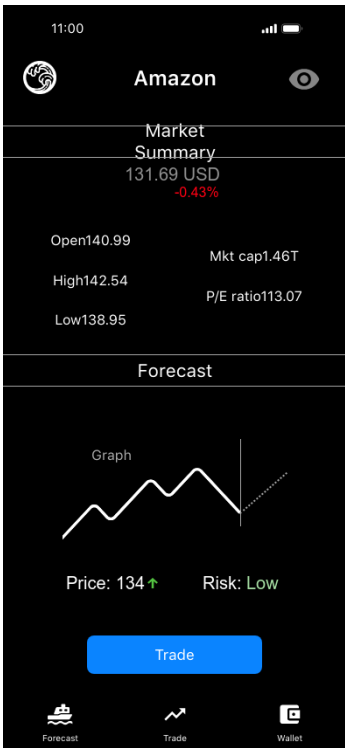 11:00
Amazon
Market
Summary
131.69 USD
-0.43%
Open140.99
Mkt cap1.46T
High142.54
P/E ratio113.07
Low138.95
Forecast
Graph
Price: 134↑ Risk: Low
Trade
Forecast Trade Wallet